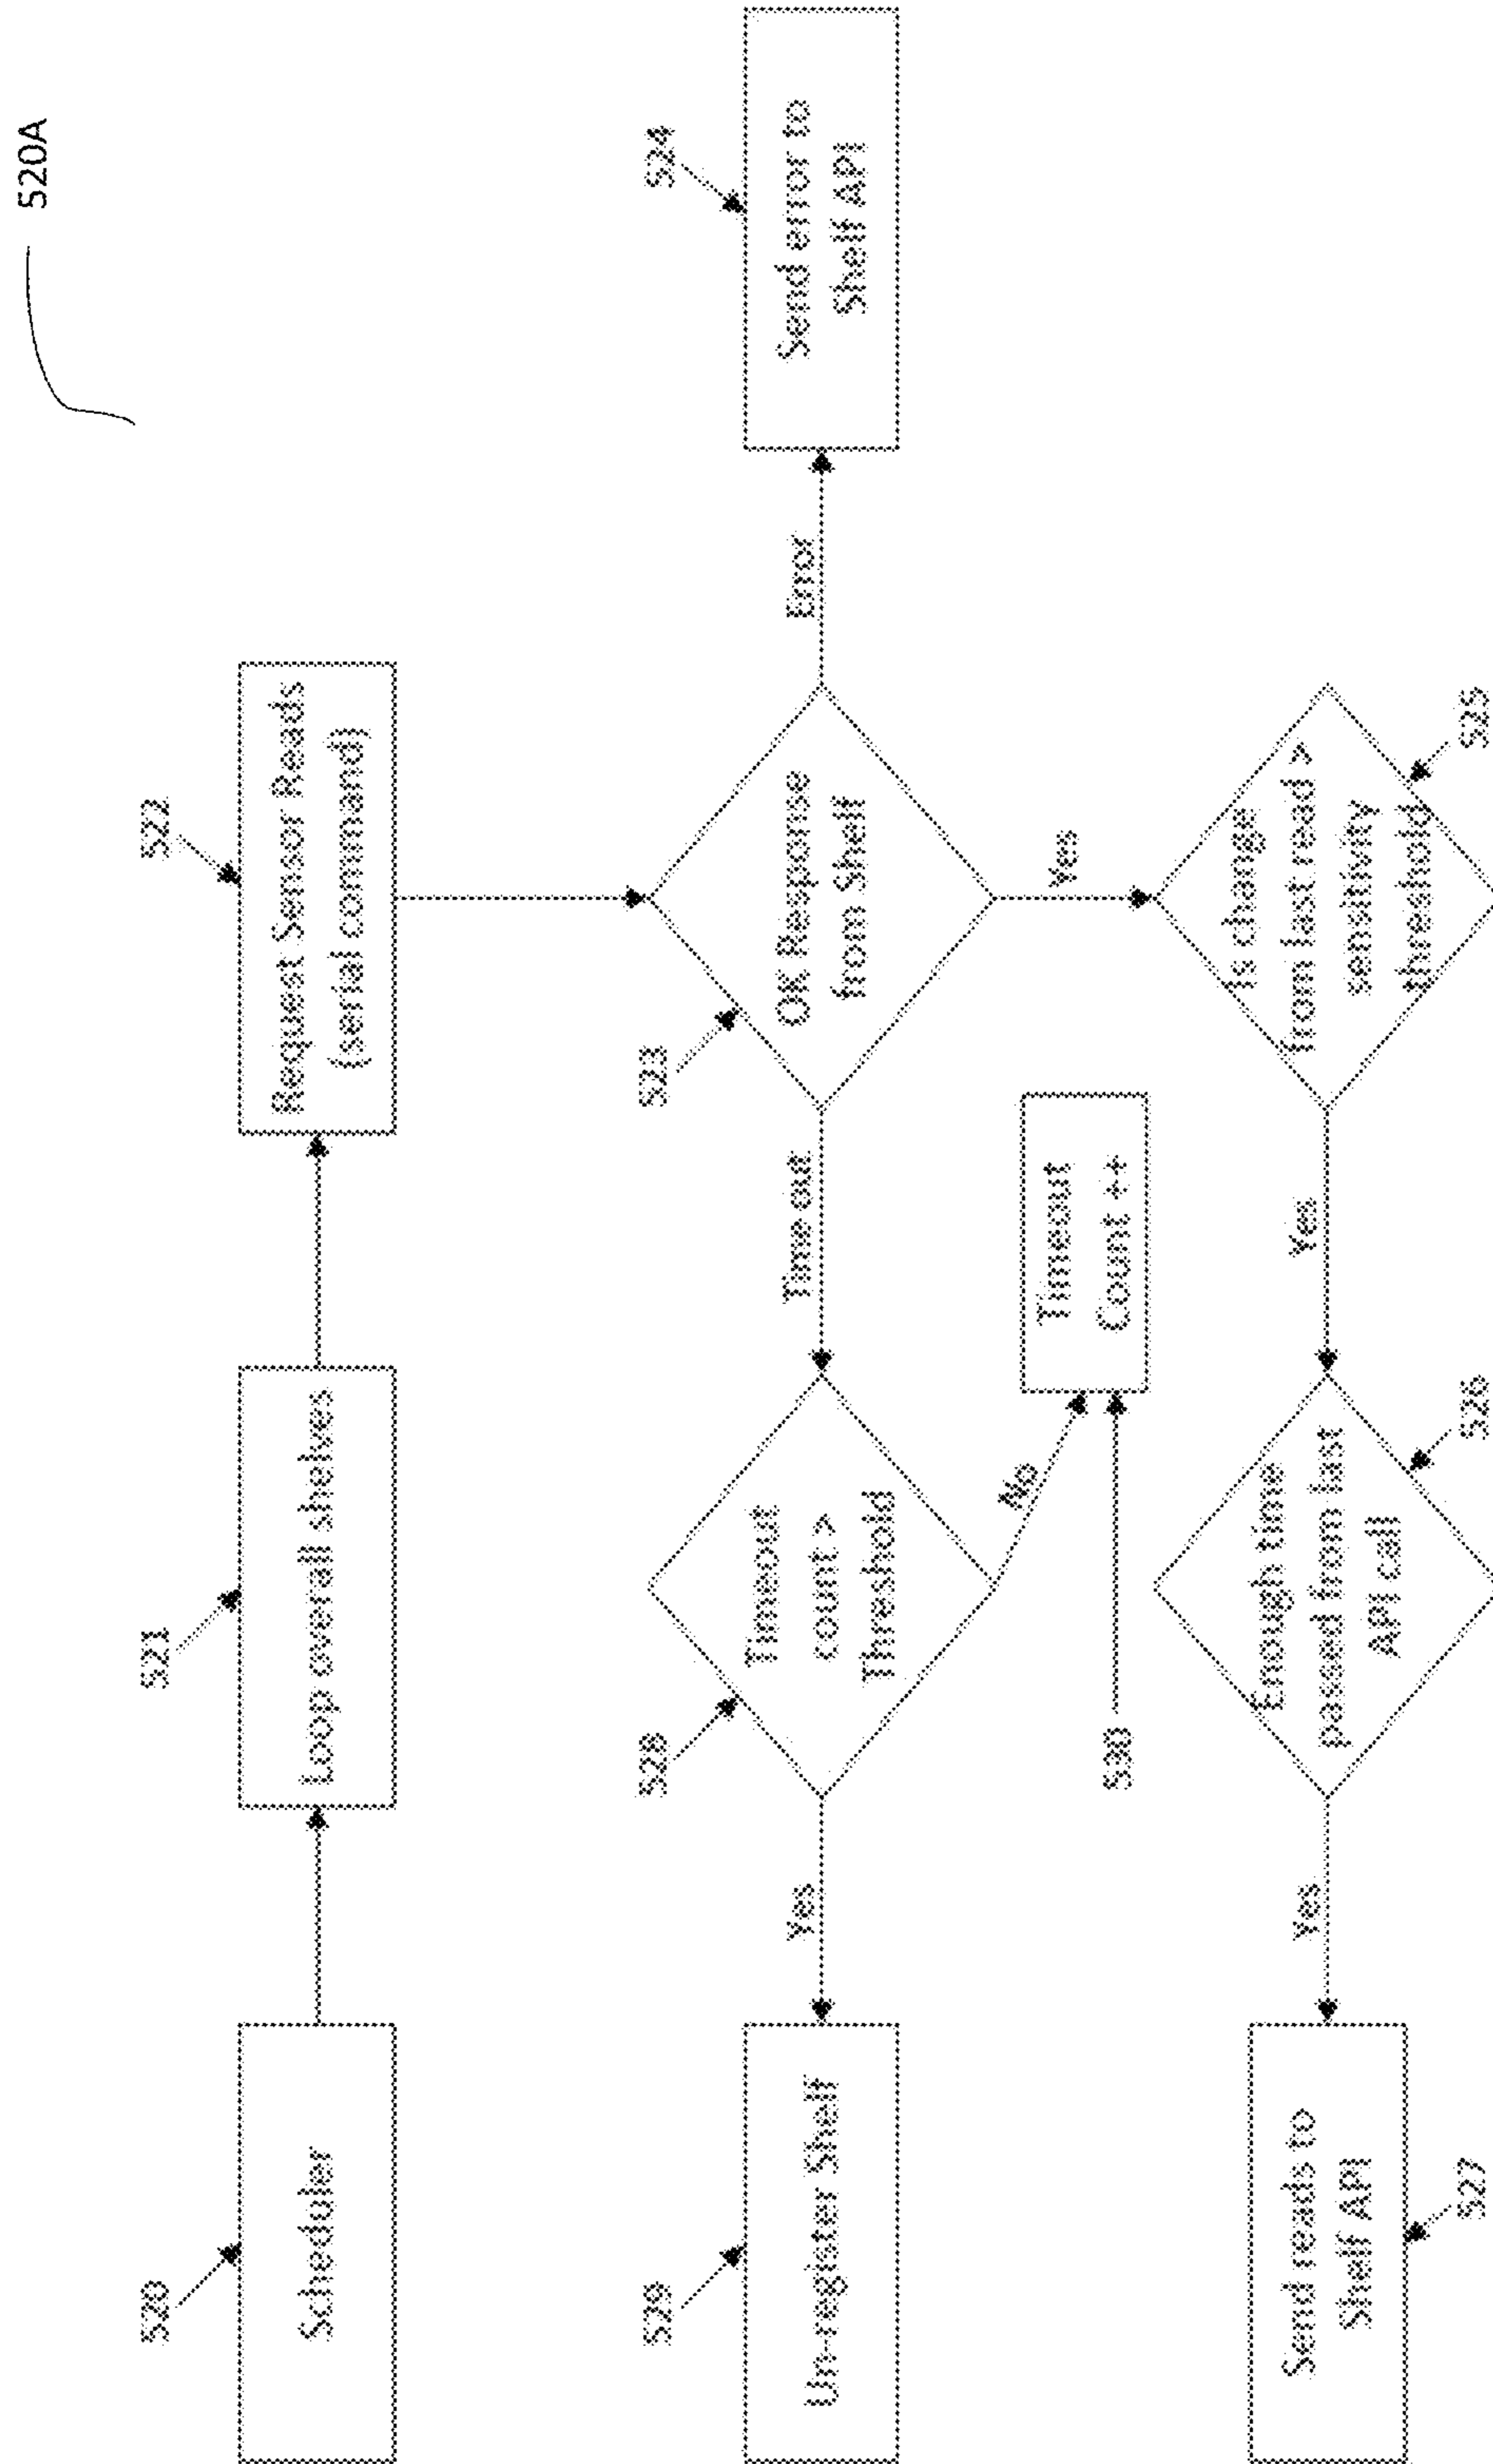 520A
520
Scheduler
521
Loop overall shelves
522
Request Sensor Reads
(serial command)
523
OK Response
from Shelf
Error
524
Send error to
Shelf API
Time out
528
Timeout
count >
Threshold
Yes
529
Un-register Shelf
No
530
Timeout
Count ++
Yes
525
Is change
from last read >
sensitivity
threshold
Yes
526
Enough time
passed from last
API call
Yes
527
Send reads to
Shelf API